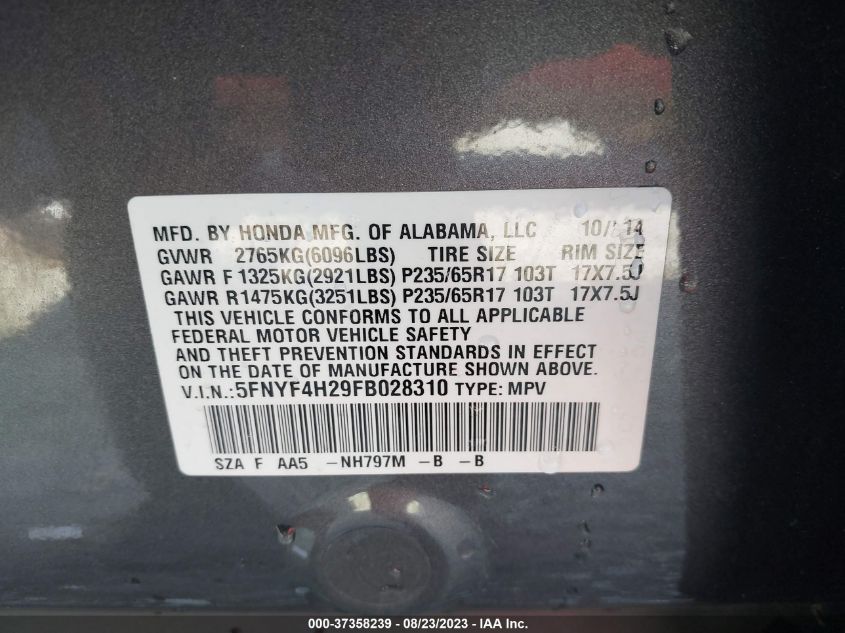 MFD. BY HONDA MFG. OF ALABAMA, LLC 10/ 14
GVWR 2765KG(6096LBS) TIRE SIZE RIM SIZE
GAWR F 1325KG(2921LBS) P235/65R17 103T 17X7.5J
GAWR R1475KG(3251LBS) P235/65R17 103T 17X7.5J
THIS VEHICLE CONFORMS TO ALL APPLICABLE
FEDERAL MOTOR VEHICLE SAFETY
AND THEFT PREVENTION STANDARDS IN EFFECT
ON THE DATE OF MANUFACTURE SHOWN ABOVE.
V.I.N.: 5FNYF4H29FB028310 TYPE: MPV
SZA F AA5 -NH797M -B -B
000-37358239 - 08/23/2023 - IAA Inc.